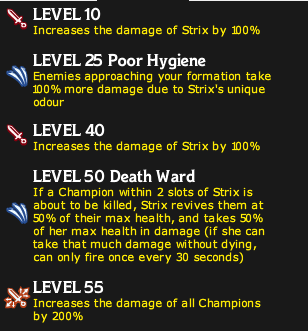 LEVEL 10
Increases the damage of Strix by 100%
LEVEL 25 Poor Hygiene
Enemies approaching your formation take
100% more damage due to Strix's unique
odour
LEVEL 40
Increases the damage of Strix by 100%
LEVEL 50 Death Ward
If a Champion within 2 slots of Strix is
about to be killed, Strix revives them at
50% of their max health, and takes 50%
of her max health in damage (if she can
take that much damage without dying,
can only fire once every 30 seconds)
LEVEL 55
Increases the damage of all Champions
by 200%